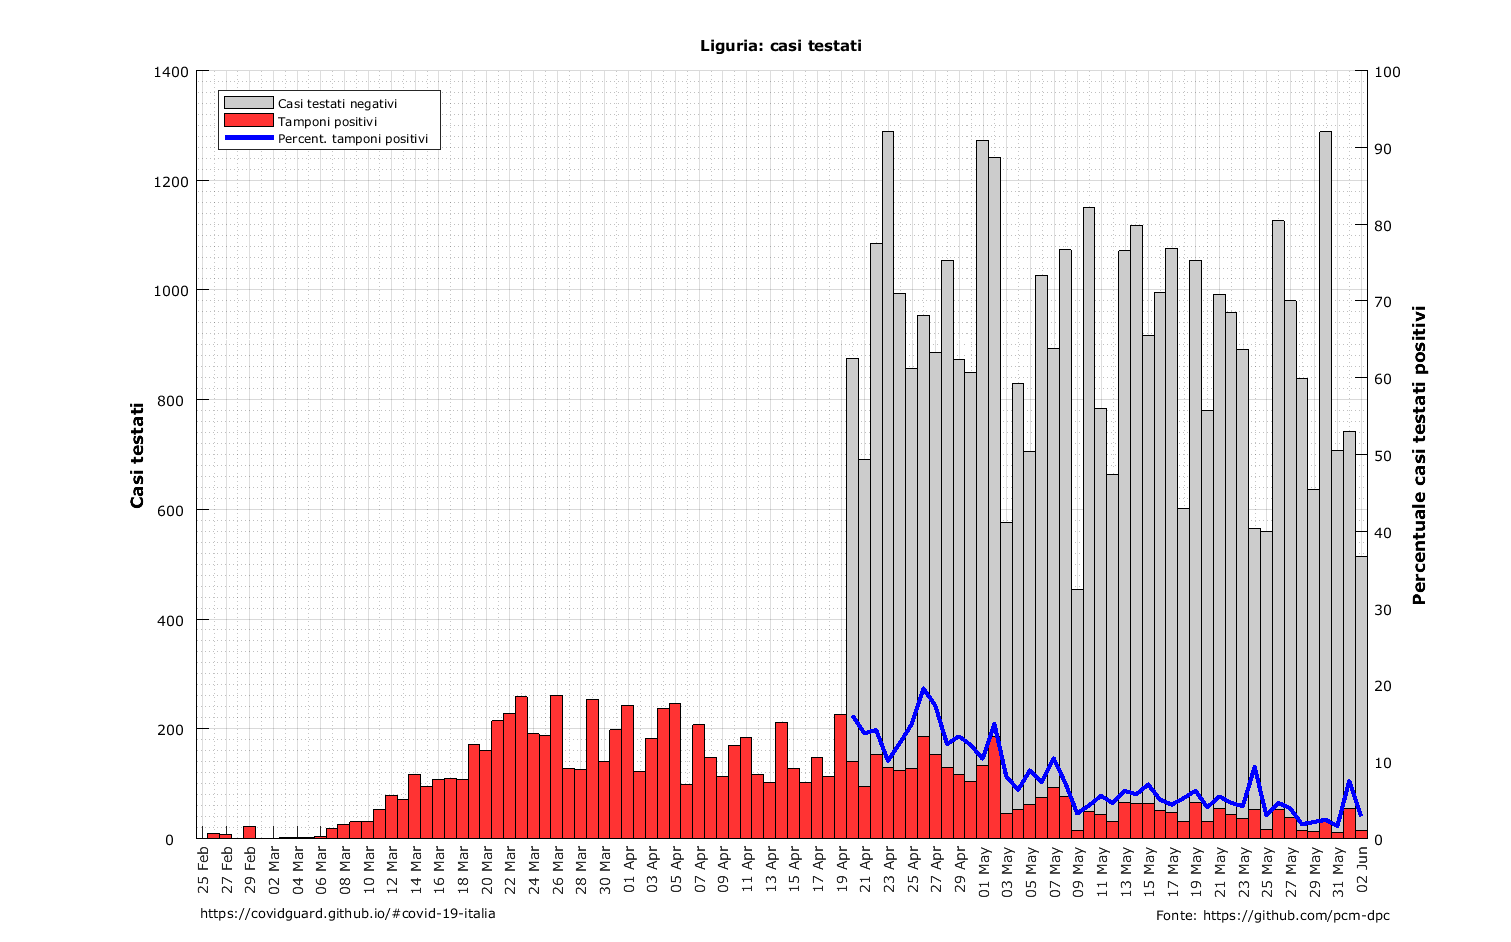 Liguria: casi testati
Casi testati negativi
Tamponi positivi
Percent. tamponi positivi
Casi testati
1400
1200
1000
800
600
400
200
0
Percentuale casi testati positivi
100
90
80
70
60
50
40
30
20
10
0
25 Feb
27 Feb
29 Feb
02 Mar
04 Mar
06 Mar
08 Mar
10 Mar
12 Mar
14 Mar
16 Mar
18 Mar
20 Mar
22 Mar
24 Mar
26 Mar
28 Mar
30 Mar
01 Apr
03 Apr
05 Apr
07 Apr
09 Apr
11 Apr
13 Apr
15 Apr
17 Apr
19 Apr
21 Apr
23 Apr
25 Apr
27 Apr
29 Apr
01 May
03 May
05 May
07 May
09 May
11 May
13 May
15 May
17 May
19 May
21 May
23 May
25 May
27 May
29 May
31 May
02 Jun
https://covidguard.github.io/#covid-19-italia
Fonte: https://github.com/pcm-dpc